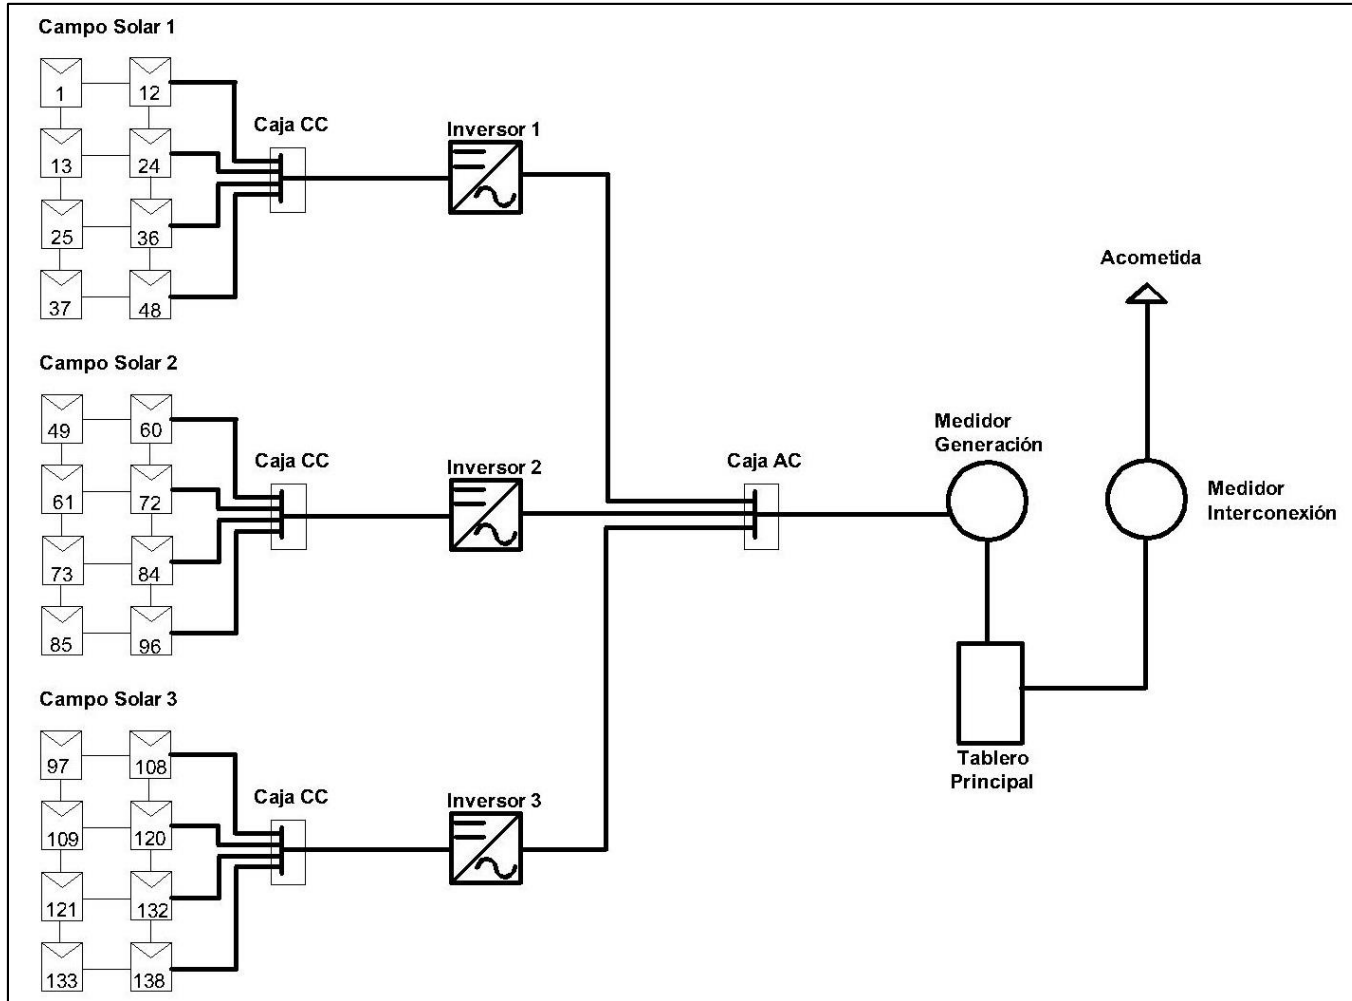 Campo Solar 1
1
12
13
24
25
36
37
48
Caja CC
Inversor 1
Campo Solar 2
49
60
61
72
73
84
85
96
Caja CC
Inversor 2
Campo Solar 3
97
108
109
120
121
132
133
138
Caja CC
Inversor 3
Caja AC
Medidor
Generación
Tablero
Principal
Acometida
Medidor
Interconexión